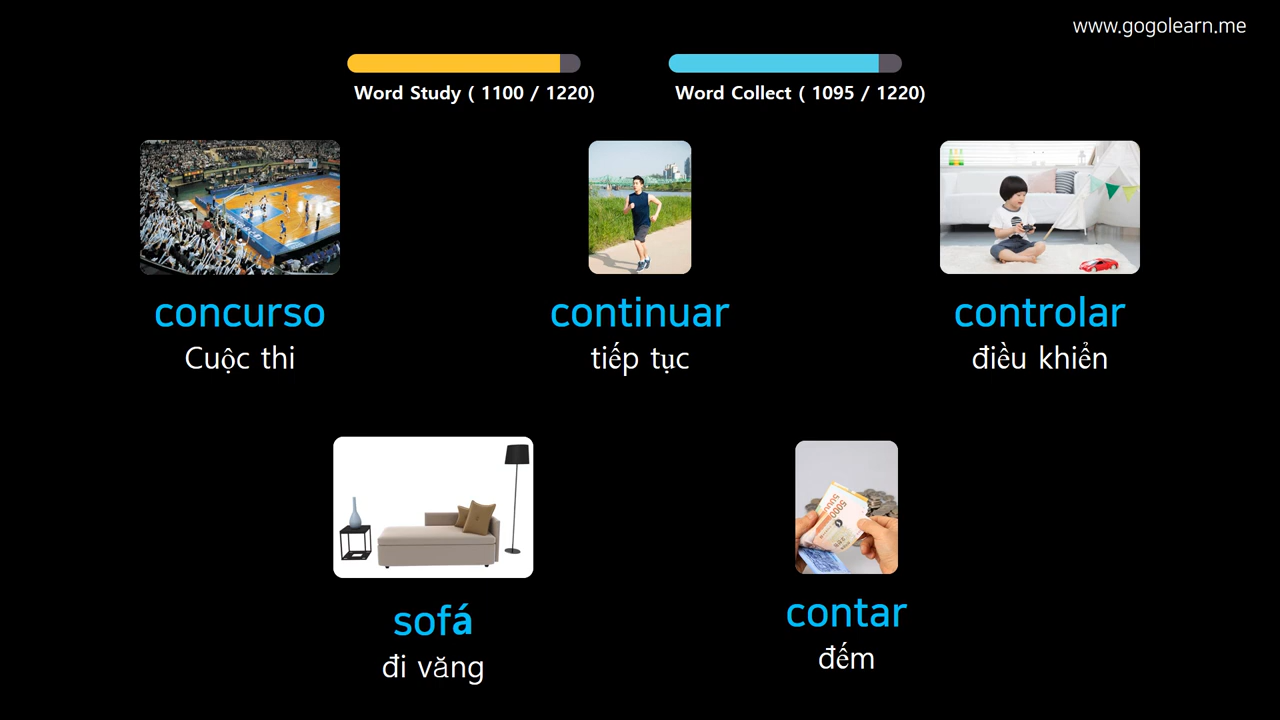 www.gogolearn.me
Word Study ( 1100 / 1220)
Word Collect ( 1095 / 1220)
concurso
Cuộc thi
continuar
tiếp tục
controlar
điều khiển
sofá
đi văng
contar
đếm